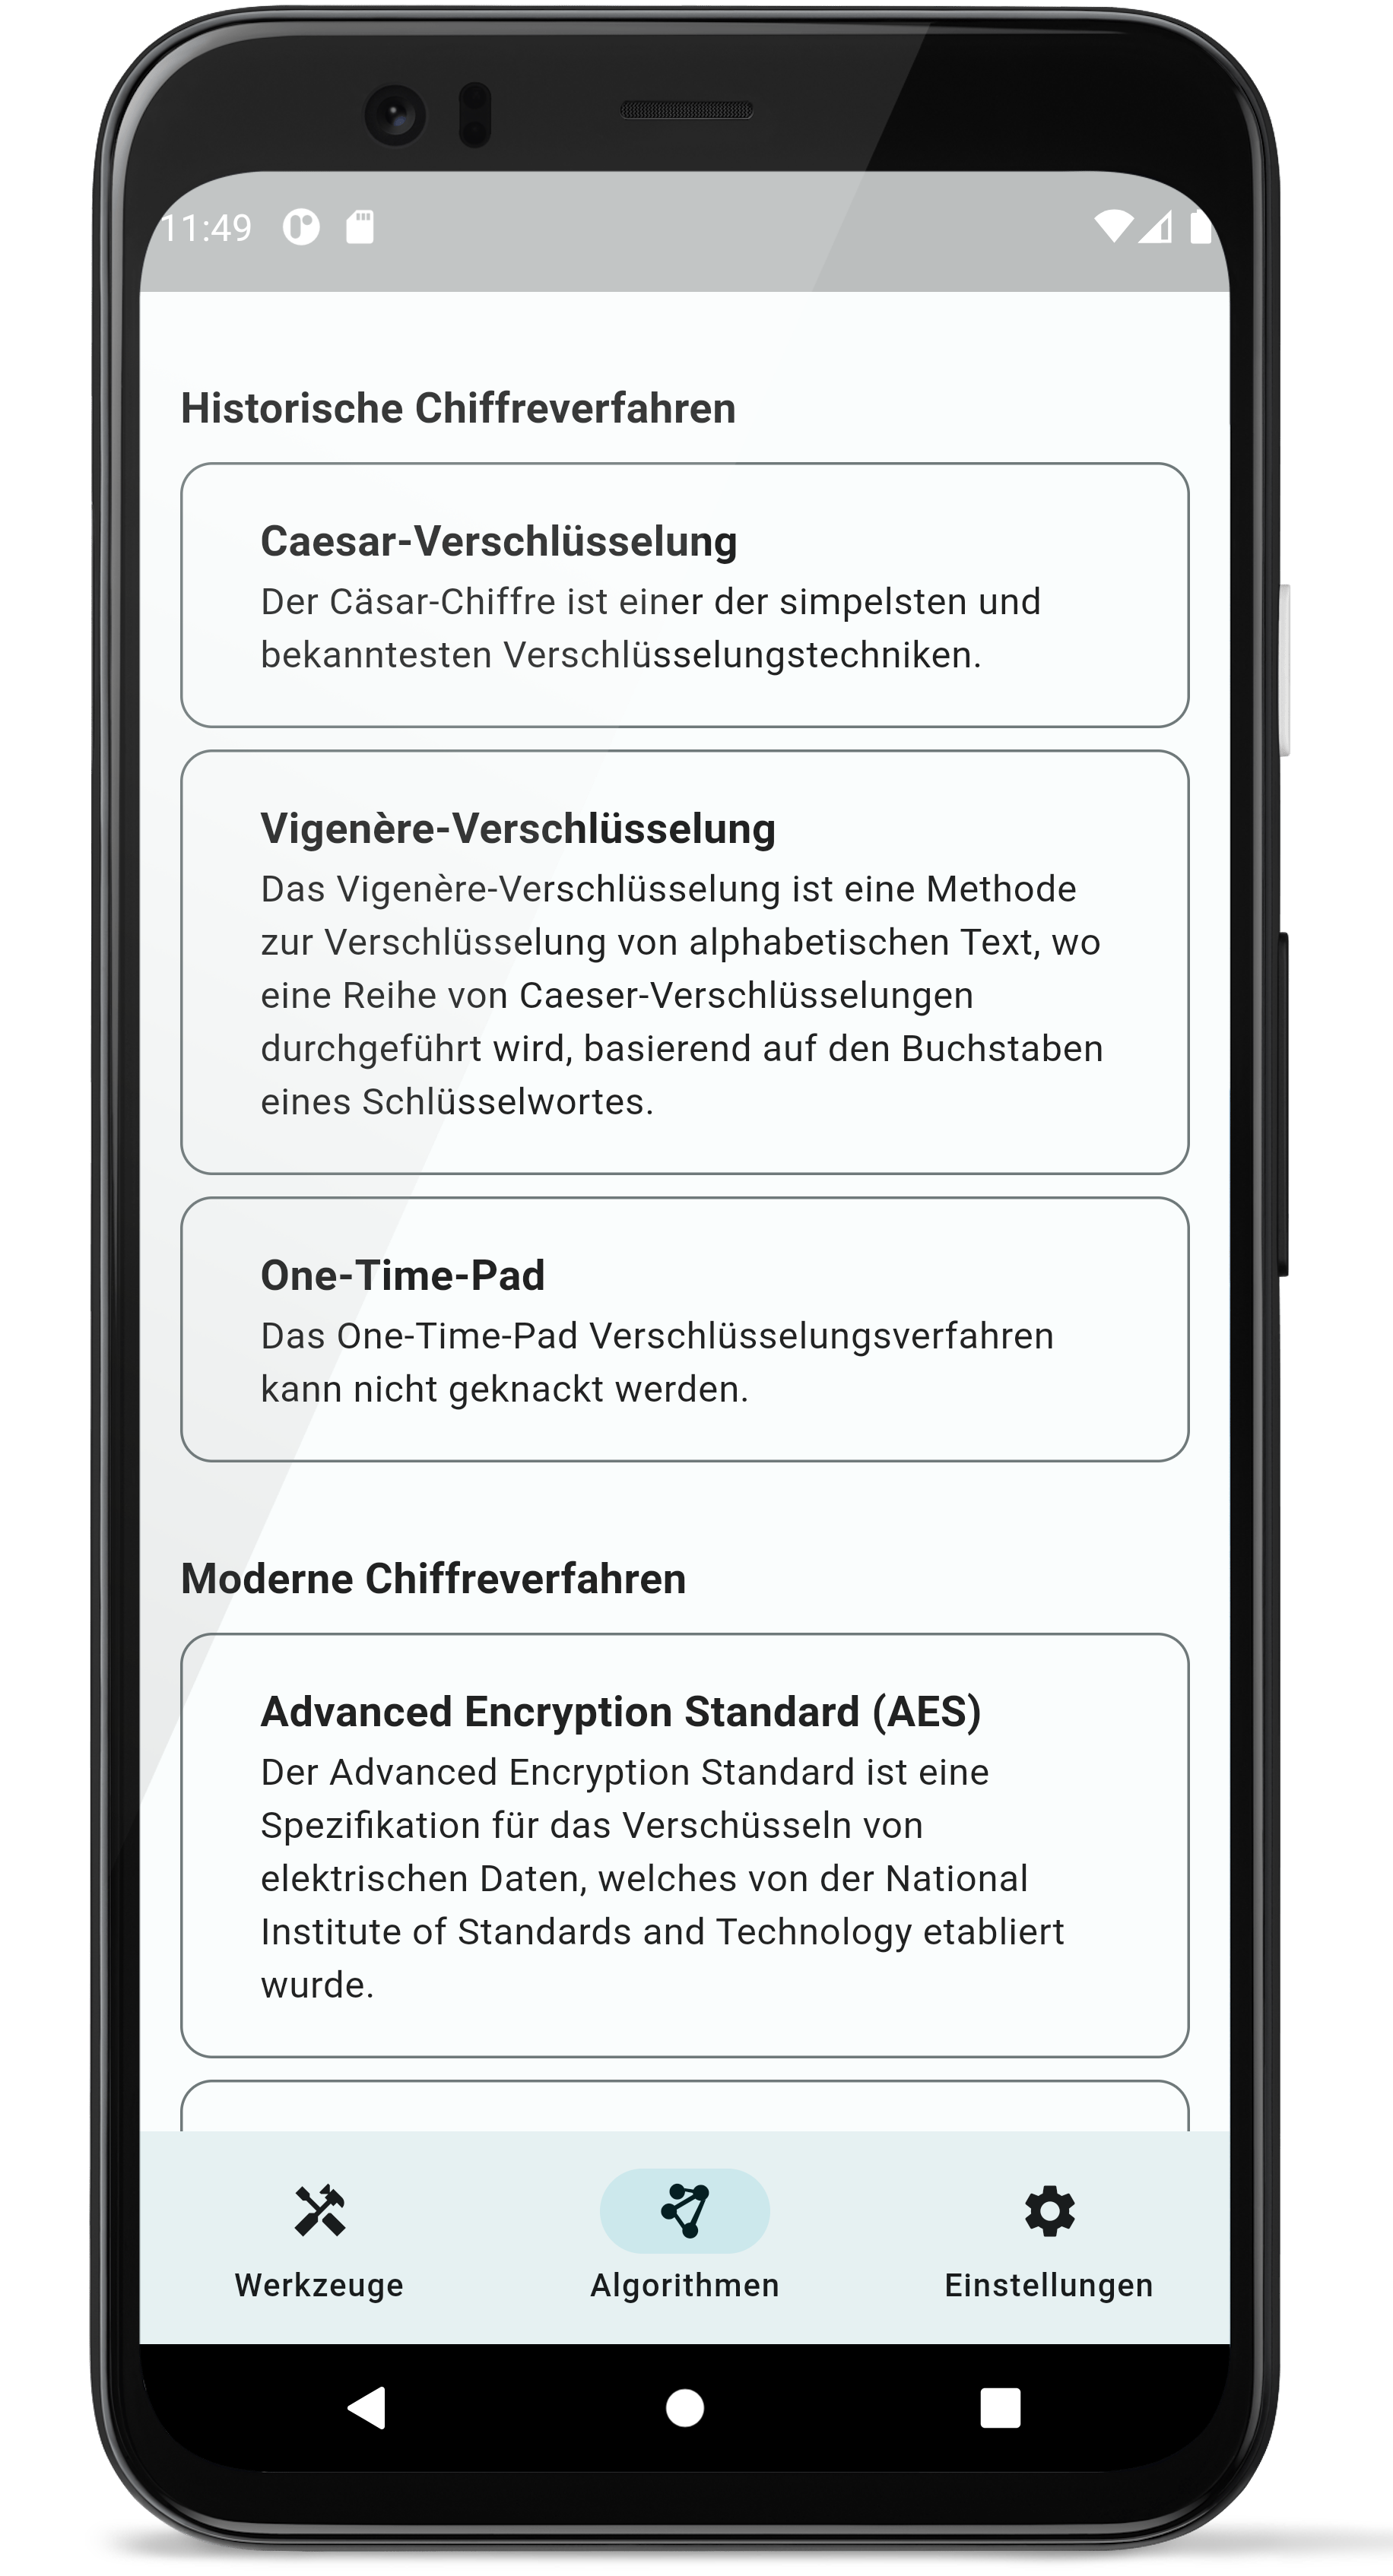 11:49
Historische Chiffreverfahren
Caesar-Verschlüsselung
Der Cäsar-Chiffre ist einer der simpelsten und
bekanntesten Verschlüsselungstechniken.
Vigenère-Verschlüsselung
Das Vigenère-Verschlüsselung ist eine Methode
zur Verschlüsselung von alphabetischen Text, wo
eine Reihe von Caeser-Verschlüsselungen
durchgeführt wird, basierend auf den Buchstaben
eines Schlüsselwortes.
One-Time-Pad
Das One-Time-Pad Verschlüsselungsverfahren
kann nicht geknackt werden.
Moderne Chiffreverfahren
Advanced Encryption Standard (AES)
Der Advanced Encryption Standard ist eine
Spezifikation für das Verschüsseln von
elektrischen Daten, welches von der National
Institute of Standards and Technology etabliert
wurde.
Werkzeuge
Algorithmen
Einstellungen